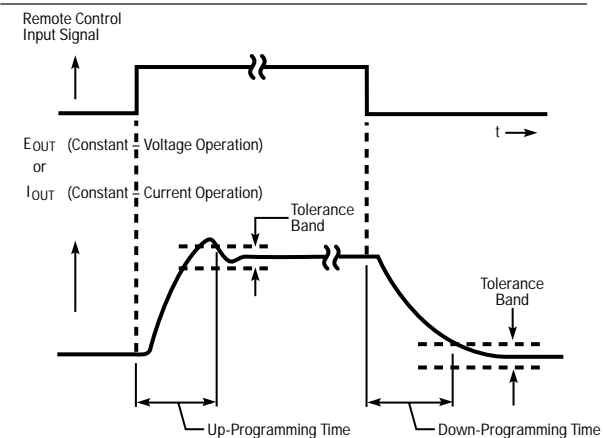 Remote Control
Input Signal
t
EOUT (Constant – Voltage Operation)
or
IOUT (Constant – Current Operation)
Tolerance
Band
Tolerance
Band
Up-Programming Time
Down-Programming Time